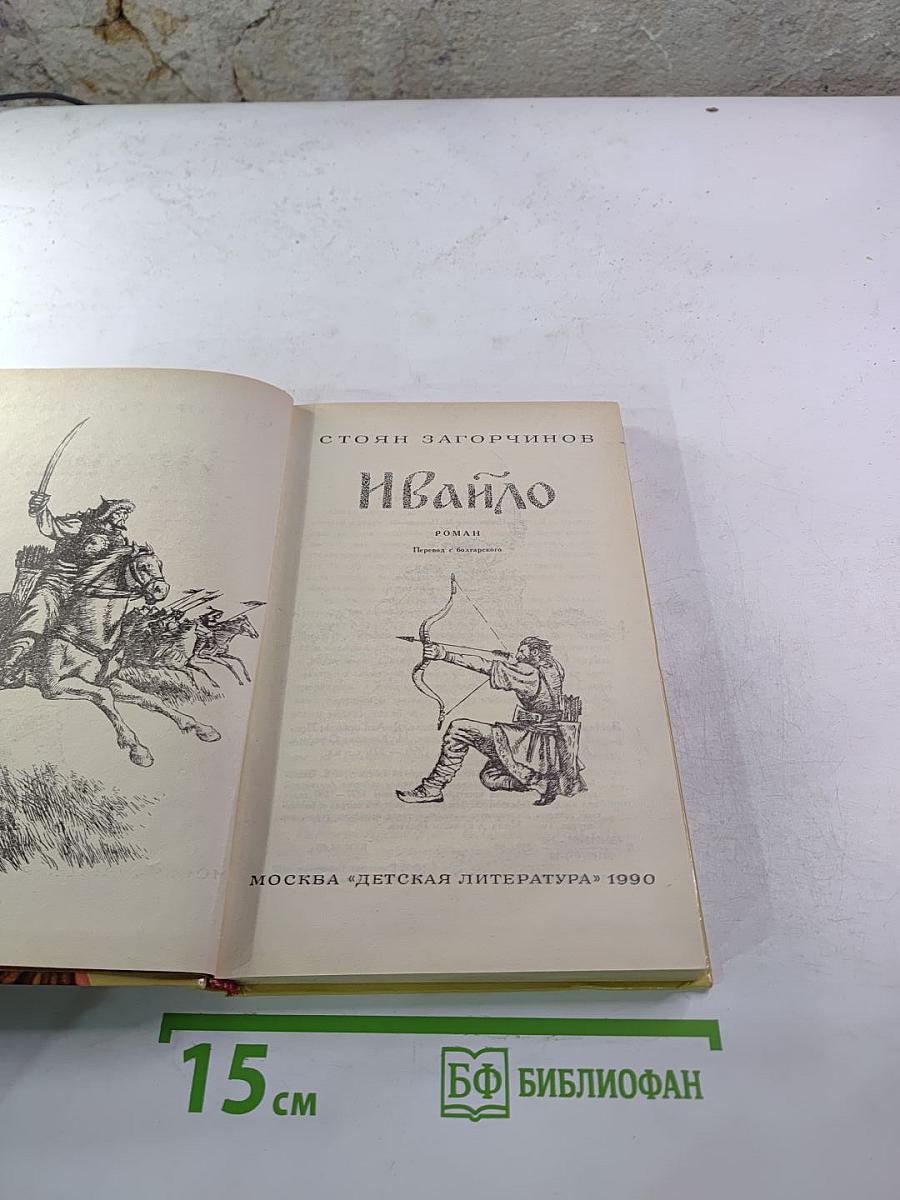 СТОЯН ЗАГОРЧИНОВ
Ивайло
РОМАН
Перевод с болгарского
МОСКВА «ДЕТСКАЯ ЛИТЕРАТУРА» 1990
15 см
БФ БИБЛИОФАН